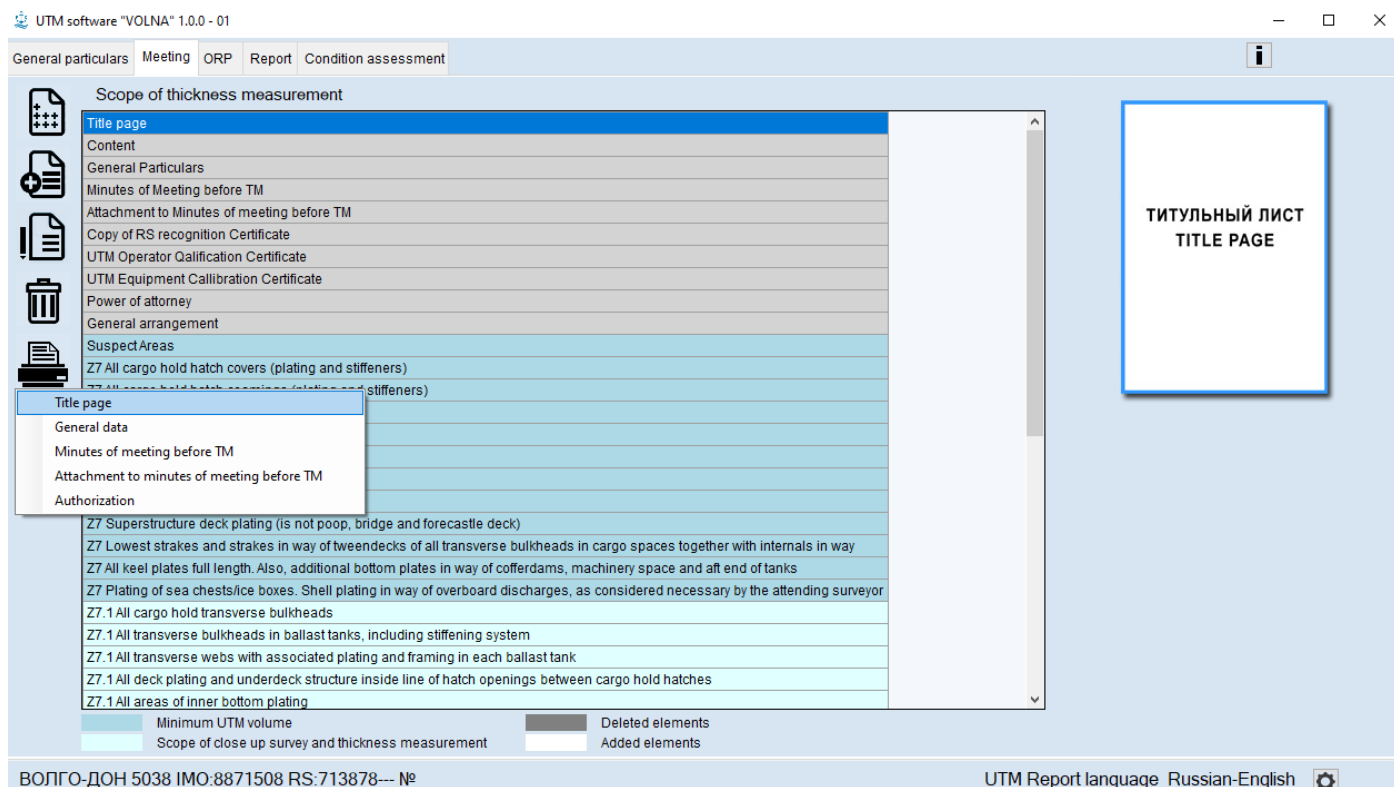 UTM software "VOLNA" 1.0.0 - 01
General particulars Meeting ORP Report Condition assessment
Scope of thickness measurement
Title page
Content
General Particulars
Minutes of Meeting before TM
Attachment to Minutes of meeting before TM
Copy of RS recognition Certificate
UTM Operator Qalification Certificate
UTM Equipment Callibration Certificate
Power of attorney
General arrangement
Suspect Areas
Z7 All cargo hold hatch covers (plating and stiffeners)
stiffeners)
Title page
General data
Minutes of meeting before TM
Attachment to minutes of meeting before TM
Authorization
Z7 Superstructure deck plating (is not poop, bridge and forecastle deck)
Z7 Lowest strakes and strakes in way of tweendecks of all transverse bulkheads in cargo spaces together with internals in way
Z7 All keel plates full length. Also, additional bottom plates in way of cofferdams, machinery space and aft end of tanks
Z7 Plating of sea chests/ice boxes. Shell plating in way of overboard discharges, as considered necessary by the attending surveyor
Z7.1 All cargo hold transverse bulkheads
Z7.1 All transverse bulkheads in ballast tanks, including stiffening system
Z7.1 All transverse webs with associated plating and framing in each ballast tank
Z7.1 All deck plating and underdeck structure inside line of hatch openings between cargo hold hatches
Z7.1 All areas of inner bottom plating
Minimum UTM volume
Scope of close up survey and thickness measurement
Deleted elements
Added elements
ТИТУЛЬНЫЙ ЛИСТ
TITLE PAGE
ВОЛГО-ДОН 5038 IMO:8871508 RS:713878--- №
UTM Report language Russian-English